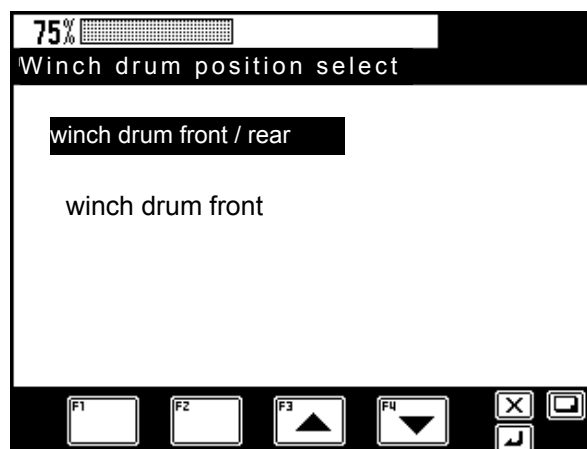 75%
Winch drum position select
winch drum front / rear
winch drum front
F1 F2 F3 F4